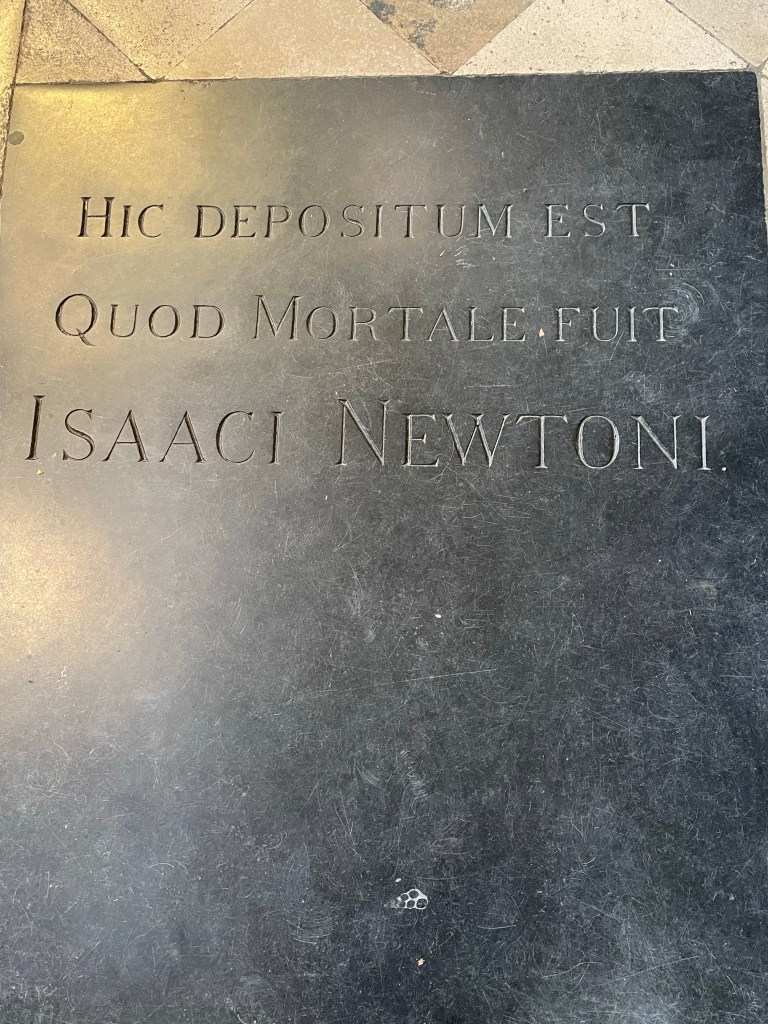 Hic depositum est
Quod Mortale fuit
Isaaci Newtoni.